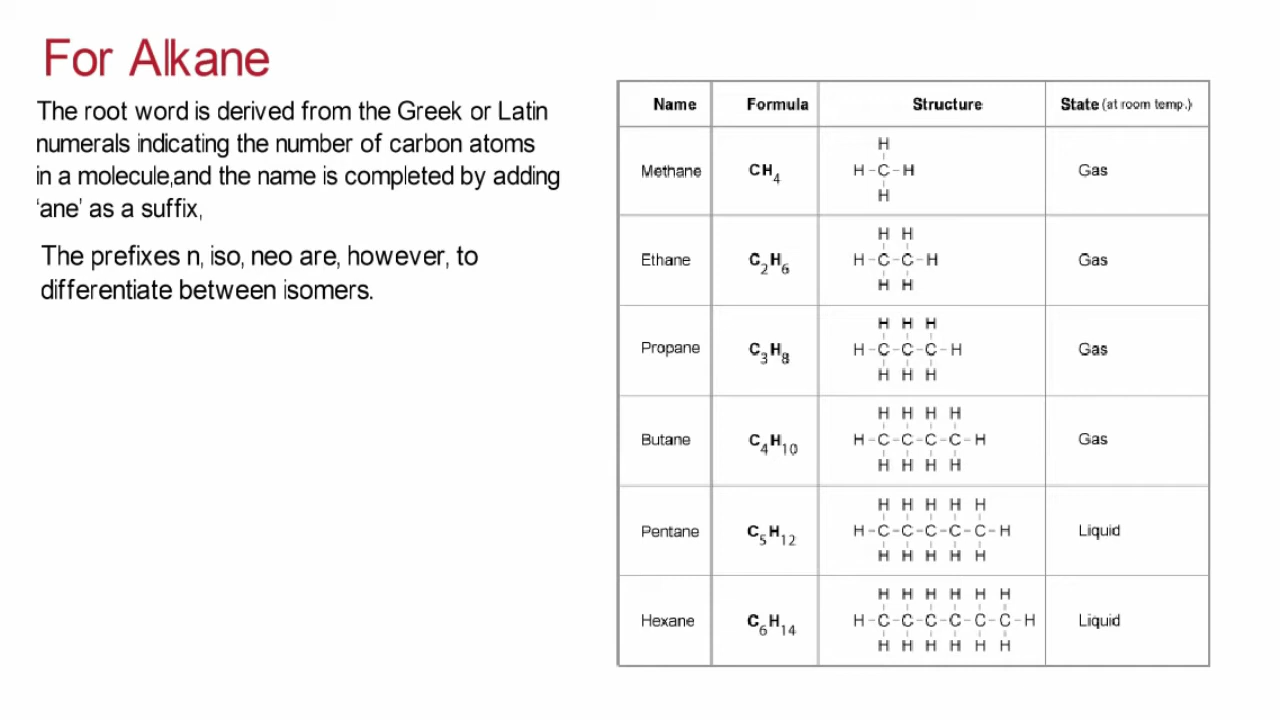 For Alkane
The root word is derived from the Greek or Latin
numerals indicating the number of carbon atoms
in a molecule,and the name is completed by adding
‘ane’ as a suffix,
The prefixes n, iso, neo are, however, to
differentiate between isomers.
Name Formula Structure State (at room temp.)
H
Methane CH4 H-C-H Gas
H
H H
Ethane C2H6 H-C-C-H Gas
H H
H H H
Propane C3H8 H-C-C-C-H Gas
H H H
H H H H
Butane C4H10 H-C-C-C-C-H Gas
H H H H
H H H H H
Pentane C5H12 H-C-C-C-C-C-H Liquid
H H H H H
H H H H H H
Hexane C6H14 H-C-C-C-C-C-C-H Liquid
H H H H H H